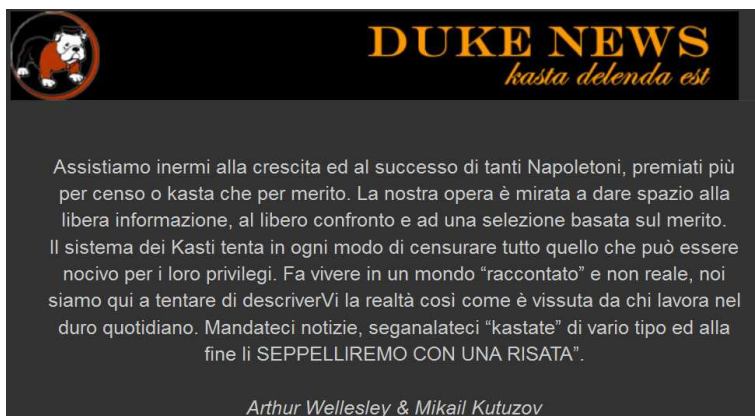 DUKE NEWS
kasta delenda est
Assistiamo inermi alla crescita ed al successo di tanti Napoletoni, premiati più
per censo o kasta che per merito. La nostra opera è mirata a dare spazio alla
libera informazione, al libero confronto e ad una selezione basata sul merito.
Il sistema dei Kasti tenta in ogni modo di censurare tutto quello che può essere
nocivo per i loro privilegi. Fa vivere in un mondo “raccontato” e non reale, noi
siamo qui a tentare di descriverVi la realtà così come è vissuta da chi lavora nel
duro quotidiano. Mandateci notizie, seganalateci “kastate” di vario tipo ed alla
fine li SEPPELLIREMO CON UNA RISATA”.
Arthur Wellesley & Mikail Kutuzov